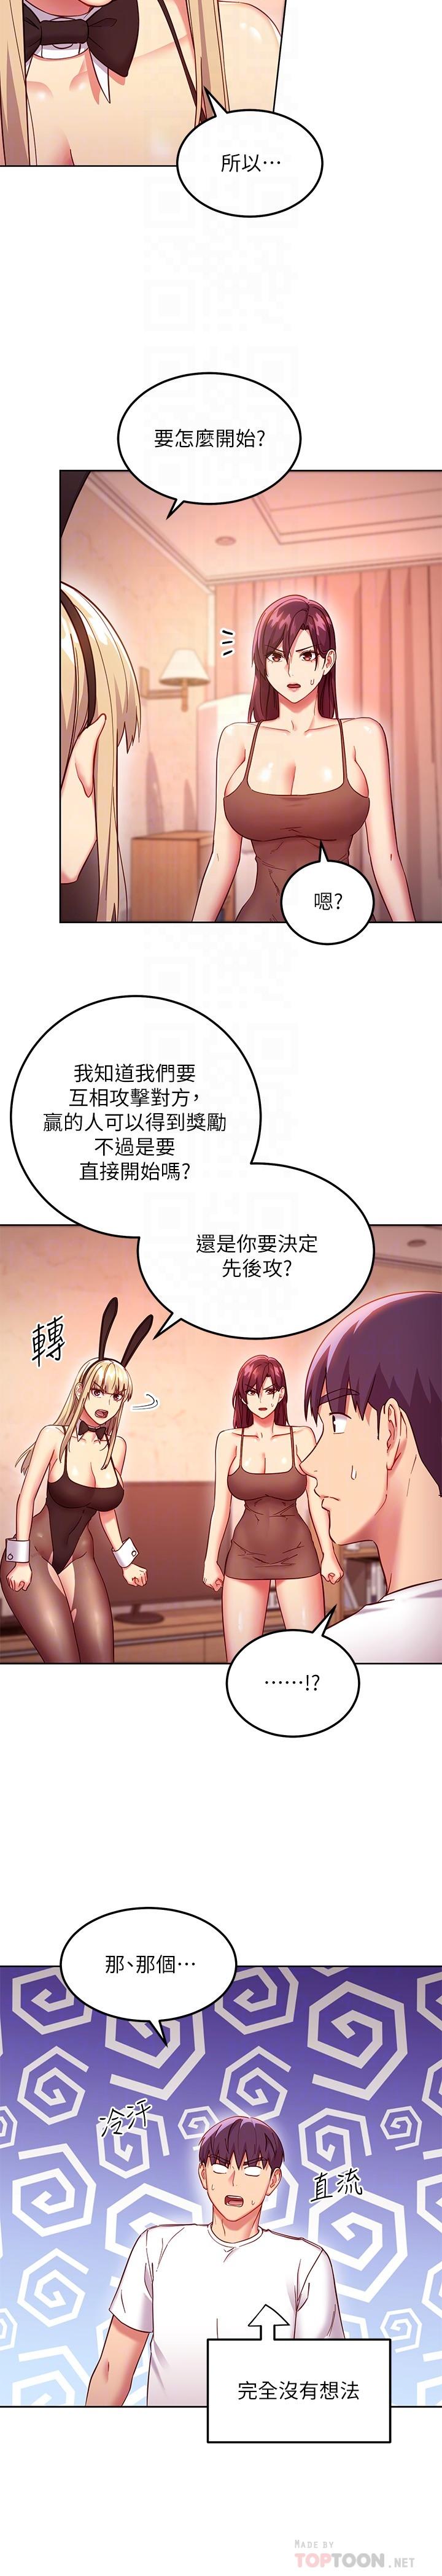 所以…
要怎麼開始?
嗯?
我知道我們要
互相攻擊對方,
贏的人可以得到獎勵
不過是要
直接開始嗎?
還是你要決定
先後攻?
轉
……!?
那、那個…
冷汗
直流
完全沒有想法
MADE BY
TOPTOON.NET